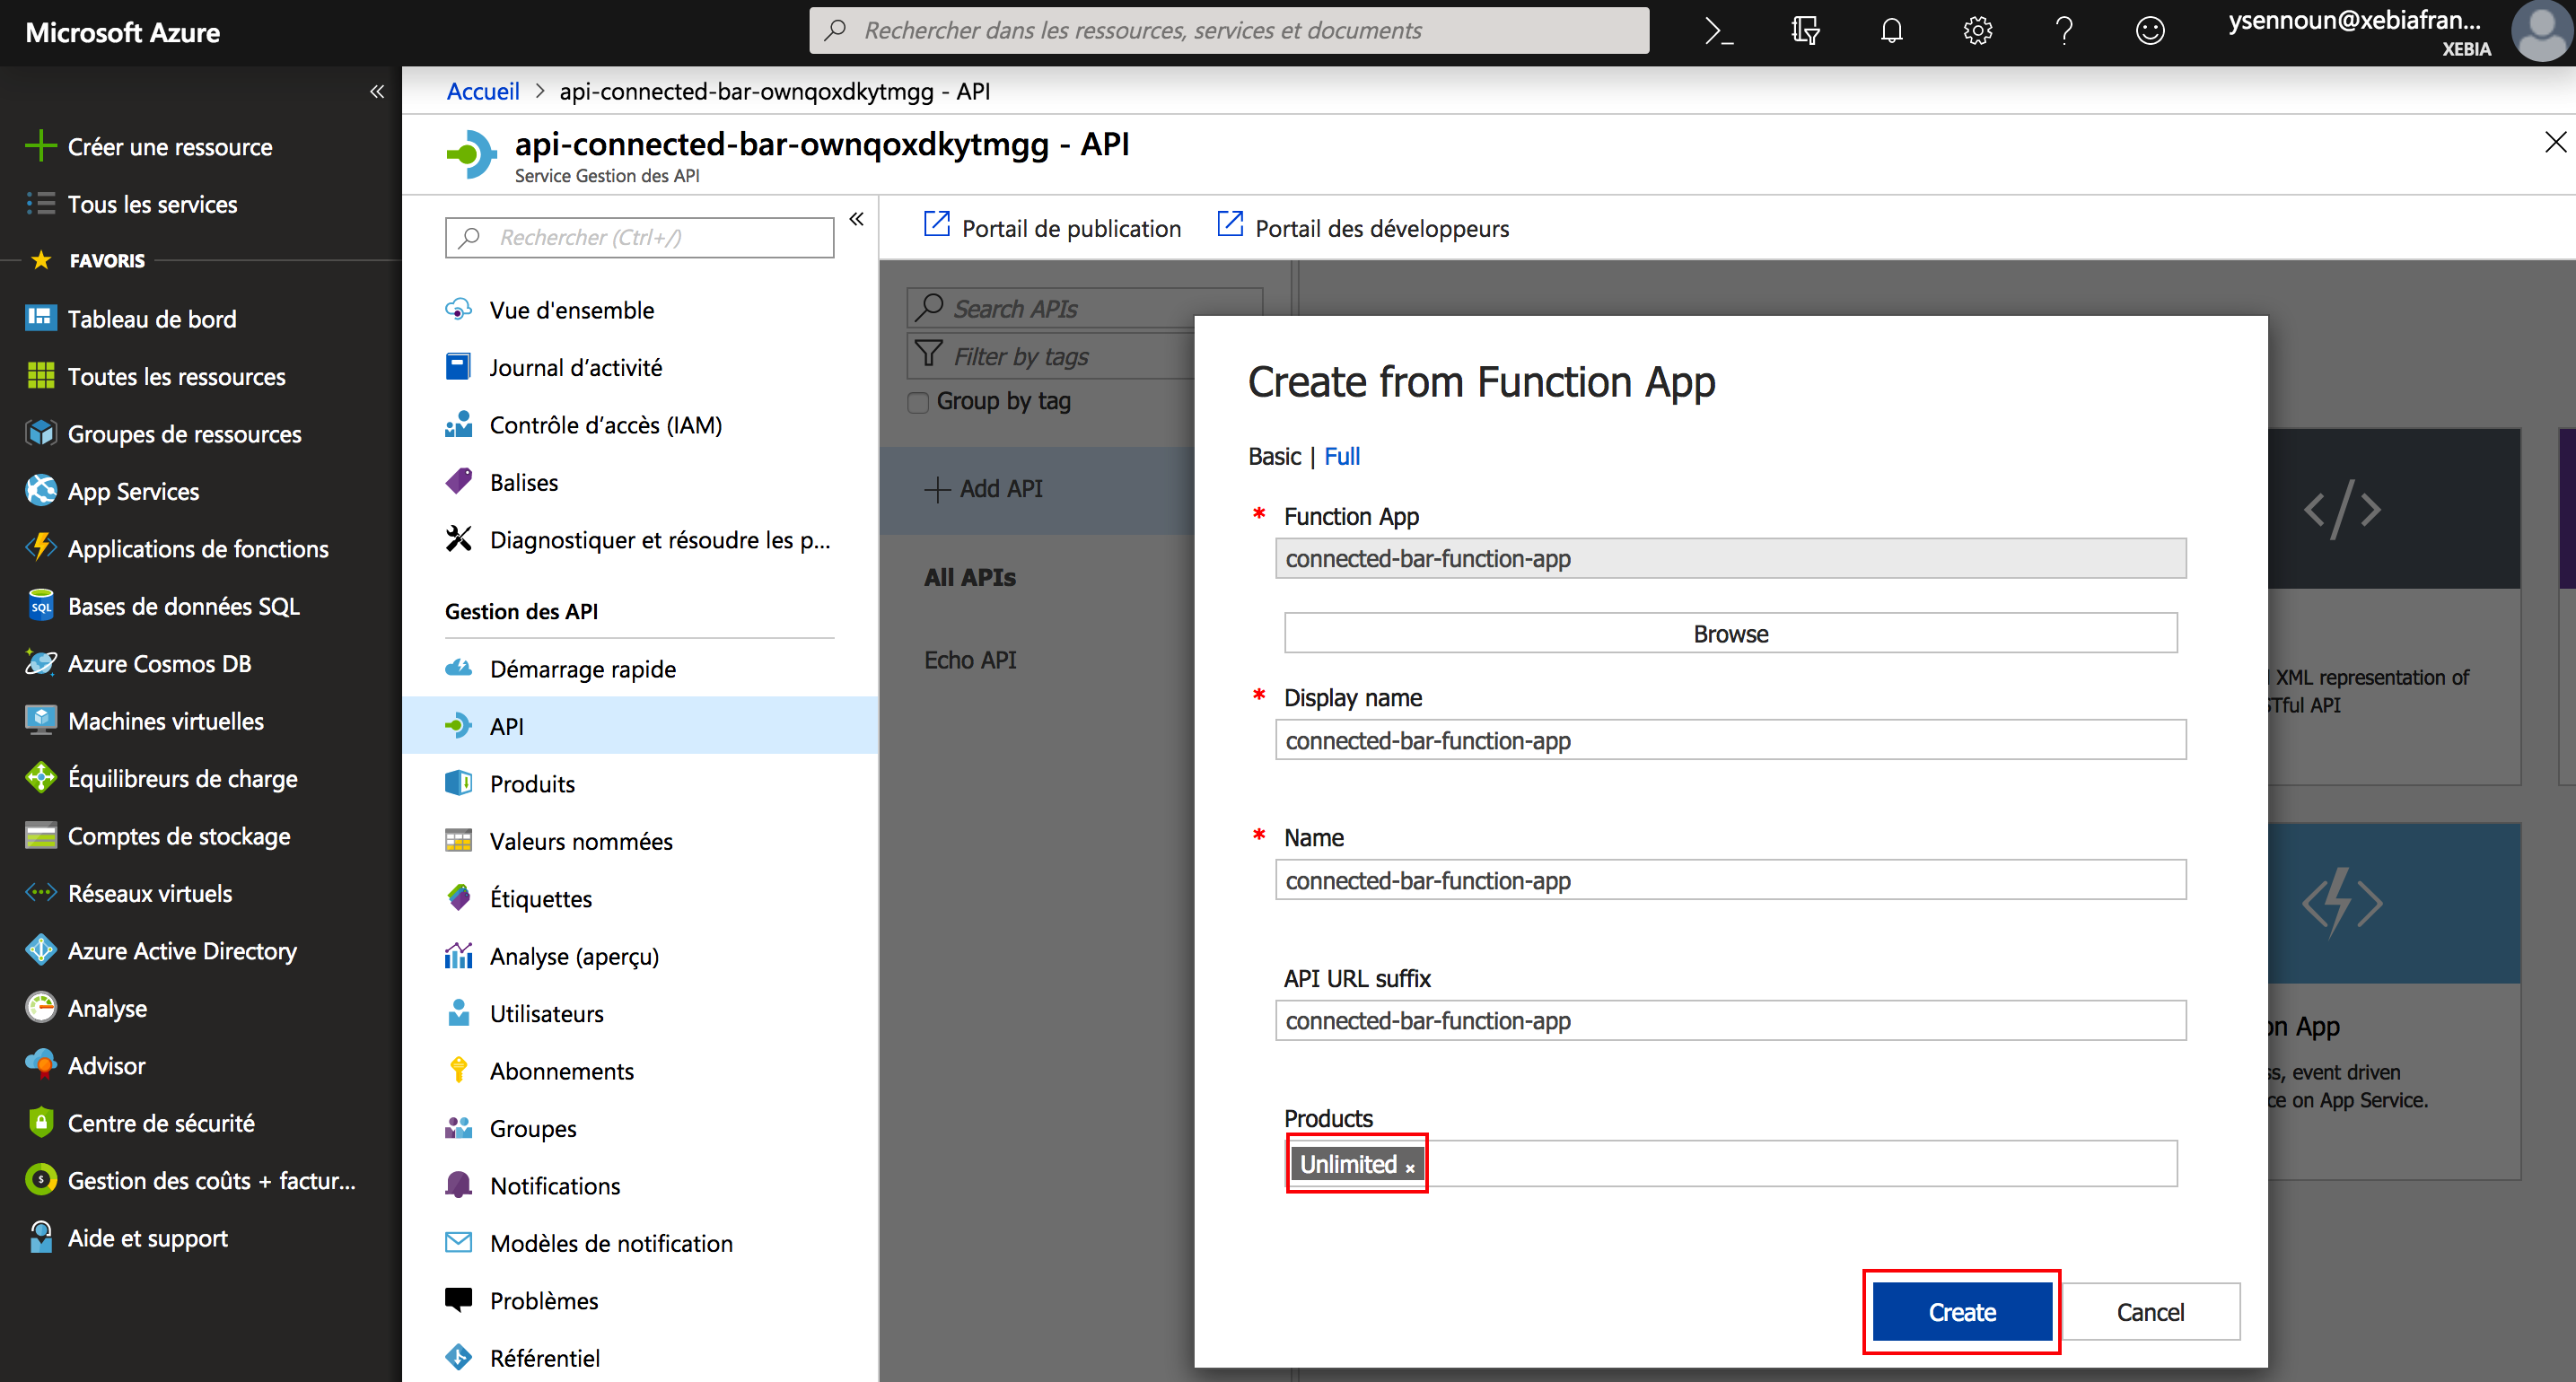 Microsoft Azure
Rechercher dans les ressources, services et documents
ysennoun@xebiafran...
XEBIA
Créer une ressource
Tous les services
FAVORIS
Tableau de bord
Toutes les ressources
Groupes de ressources
App Services
Applications de fonctions
Bases de données SQL
Azure Cosmos DB
Machines virtuelles
Équilibreurs de charge
Comptes de stockage
Réseaux virtuels
Azure Active Directory
Analyse
Advisor
Centre de sécurité
Gestion des coûts + factur...
Aide et support
Accueil > api-connected-bar-ownqoxdkytmgg - API
api-connected-bar-ownqoxdkytmgg - API
Service Gestion des API
Rechercher (Ctrl+/)
Vue d'ensemble
Journal d’activité
Contrôle d’accès (IAM)
Balises
Diagnostiquer et résoudre les p...
Gestion des API
Démarrage rapide
API
Produits
Valeurs nommées
Étiquettes
Analyse (aperçu)
Utilisateurs
Abonnements
Groupes
Notifications
Modèles de notification
Problèmes
Référentiel
Portail de publication
Portail des développeurs
Search APIs
Filter by tags
Group by tag
+ Add API
All APIs
Echo API
Create from Function App
Basic | Full
* Function App
connected-bar-function-app
Browse
* Display name
connected-bar-function-app
* Name
connected-bar-function-app
API URL suffix
connected-bar-function-app
Products
Unlimited ×
Create
Cancel
XML representation of
STful API
on App
ss, event driven
ce on App Service.